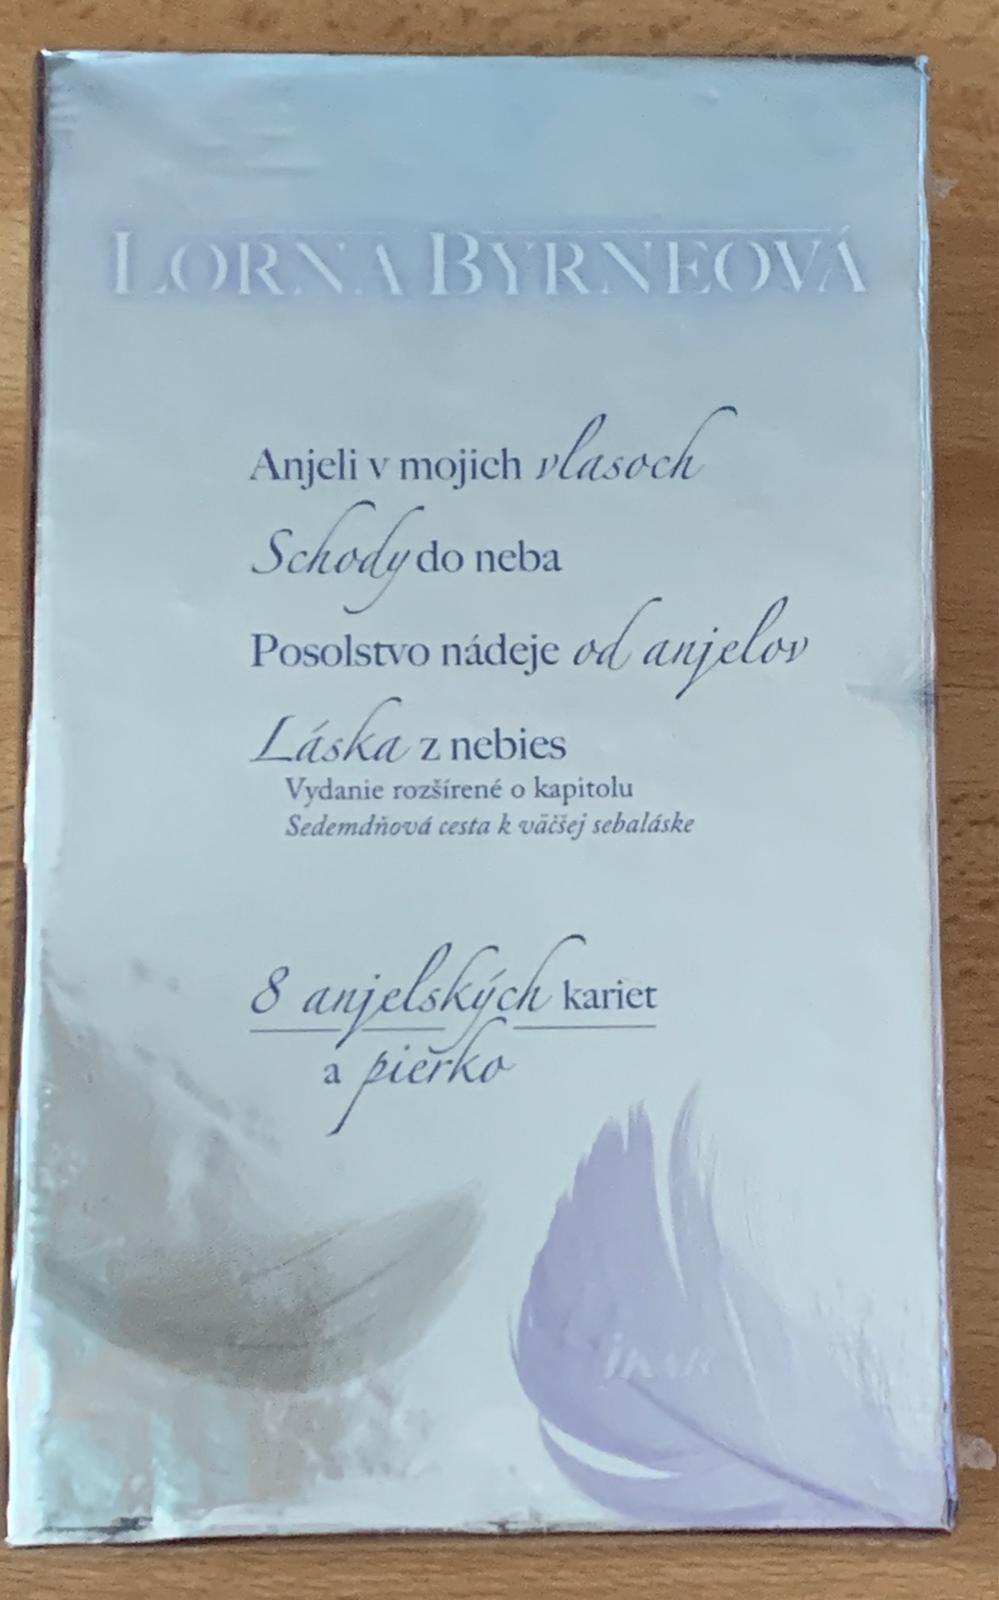 LORNA BYRNEOVÁ
Anjeli v mojich vlasoch
Schody do neba
Posolstvo nádeje od anjelov
Láska z nebies
Vydanie rozšírené o kapitolu
Sedemdňová cesta k väčšej sebaláske
8 anjelských kariet
a pierko